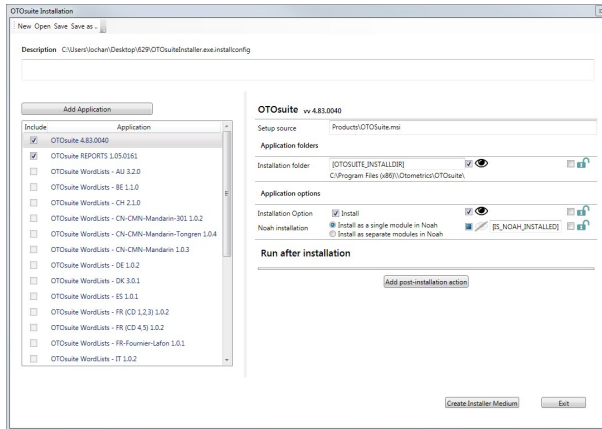 OTOsuite Installation
New Open Save Save as
Description C:\Users\lochan\Desktop\629\OTOsuiteInstaller.exe.installconfig
Add Application
Include Application
OTOsuite 4.83.0040
OTOsuite REPORTS 1.05.0161
OTOsuite WordLists - AU 3.2.0
OTOsuite WordLists - BE 1.1.0
OTOsuite WordLists - CH 2.1.0
OTOsuite WordLists - CN-CMN-Mandarin-301 1.0.2
OTOsuite WordLists - CN-CMN-Mandarin-Tongren 1.0.4
OTOsuite WordLists - CN-CMN-Mandarin 1.0.3
OTOsuite WordLists - DE 1.0.2
OTOsuite WordLists - DK 3.0.1
OTOsuite WordLists - ES 1.0.1
OTOsuite WordLists - FR (CD 1,2,3) 1.0.2
OTOsuite WordLists - FR (CD 4,5) 1.0.2
OTOsuite WordLists - FR-Fournier-Lafon 1.0.1
OTOsuite WordLists - IT 1.0.2
OTOsuite vv 4.83.0040
Setup source Products\OTOSuite.msi
Application folders
Installation folder [OTOSUITE_INSTALLDIR]
C:\Program Files (x86)\\Otometrics\OTOsuite\
Application options
Installation Option Install
Noah installation Install as a single module in Noah [IS_NOAH_INSTALLED]
Install as separate modules in Noah
Run after installation
Add post-installation action
Create Installer Medium Exit